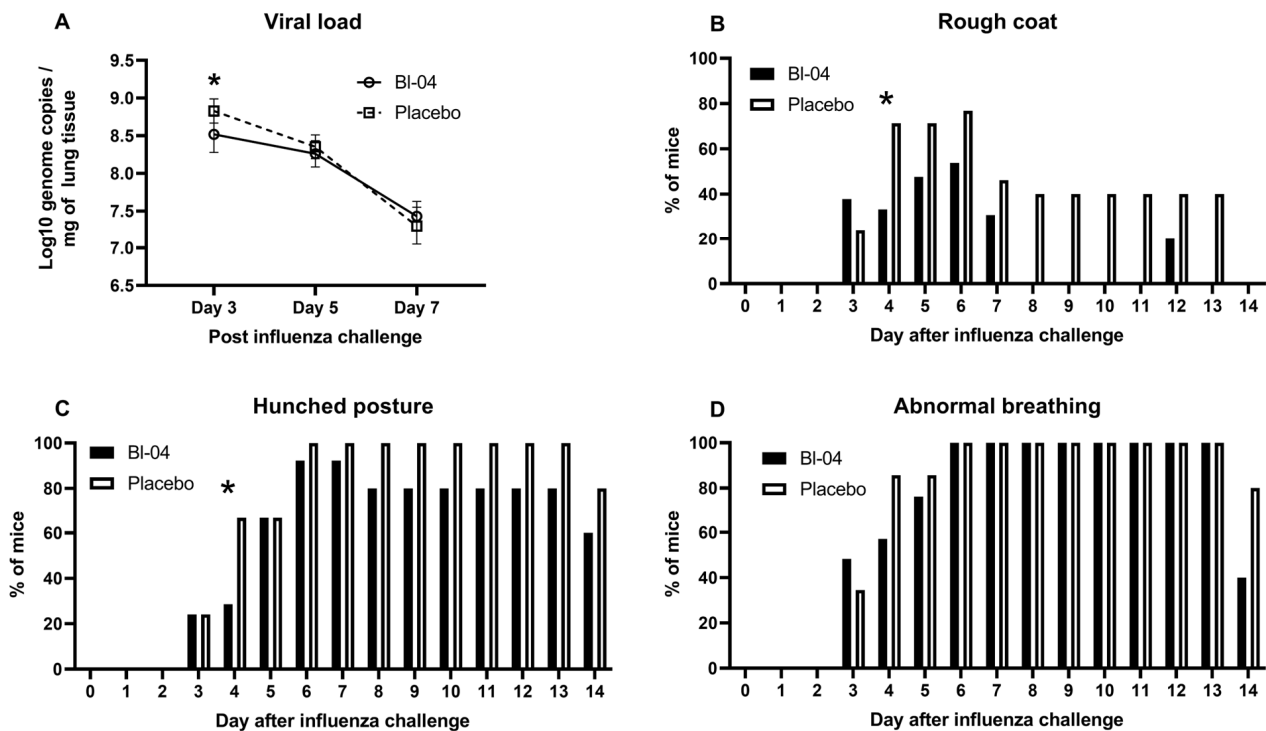 A
Viral load
Log10 genome copies /
mg of lung tissue
9.5
9.0
8.5
8.0
7.5
7.0
6.5
*
Bl-04
Placebo
Day 3 Day 5 Day 7
Post influenza challenge
B
Rough coat
% of mice
100
80
60
40
20
0
Bl-04
Placebo
*
0 1 2 3 4 5 6 7 8 9 10 11 12 13 14
Day after influenza challenge
C
Hunched posture
% of mice
100
80
60
40
20
0
Bl-04
Placebo
*
0 1 2 3 4 5 6 7 8 9 10 11 12 13 14
Day after influenza challenge
D
Abnormal breathing
% of mice
100
80
60
40
20
0
Bl-04
Placebo
0 1 2 3 4 5 6 7 8 9 10 11 12 13 14
Day after influenza challenge